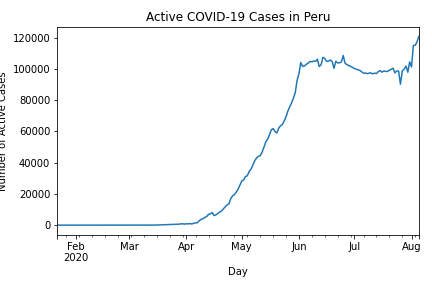 Active COVID-19 Cases in Peru
120000
100000
80000
60000
40000
20000
0
Number of Active Cases
Feb
2020
Mar
Apr
May
Jun
Jul
Aug
Day